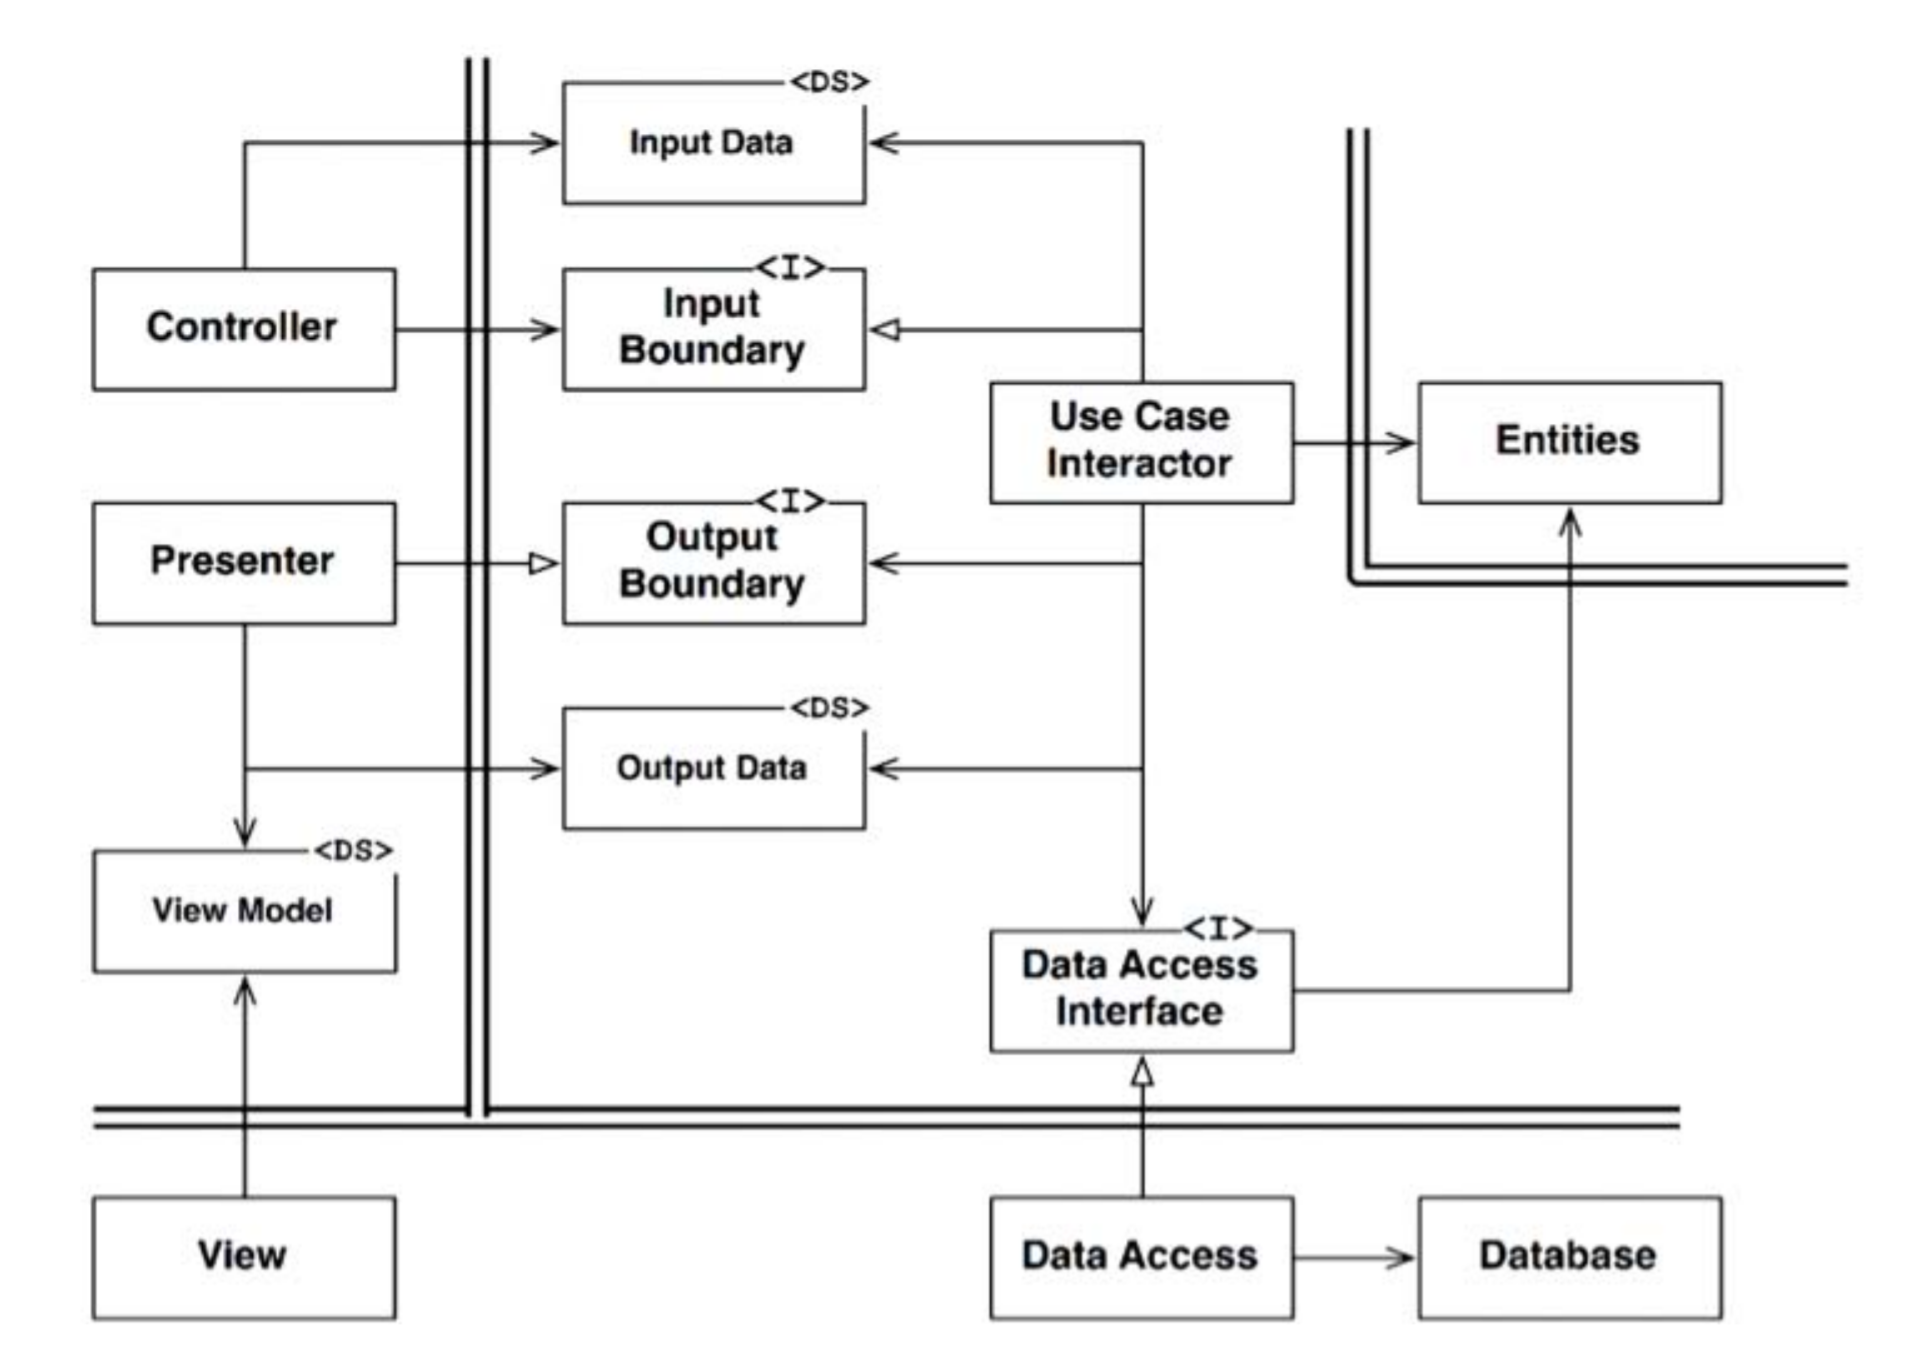 <DS>
Input Data
<I>
Input
Boundary
Controller
Use Case
Interactor
Entities
<I>
Output
Boundary
Presenter
<DS>
Output Data
<DS>
View Model
<I>
Data Access
Interface
View
Data Access
Database